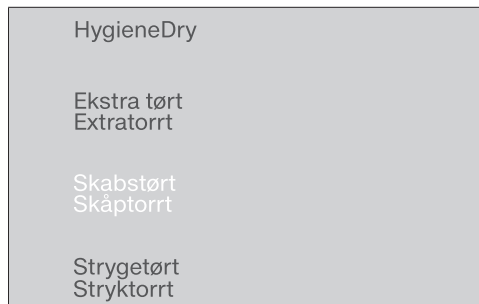 HygieneDry
Ekstra tørt
Extratorrt
Skabstørt
Skåptorrt
Strygetørt
Stryktorrt